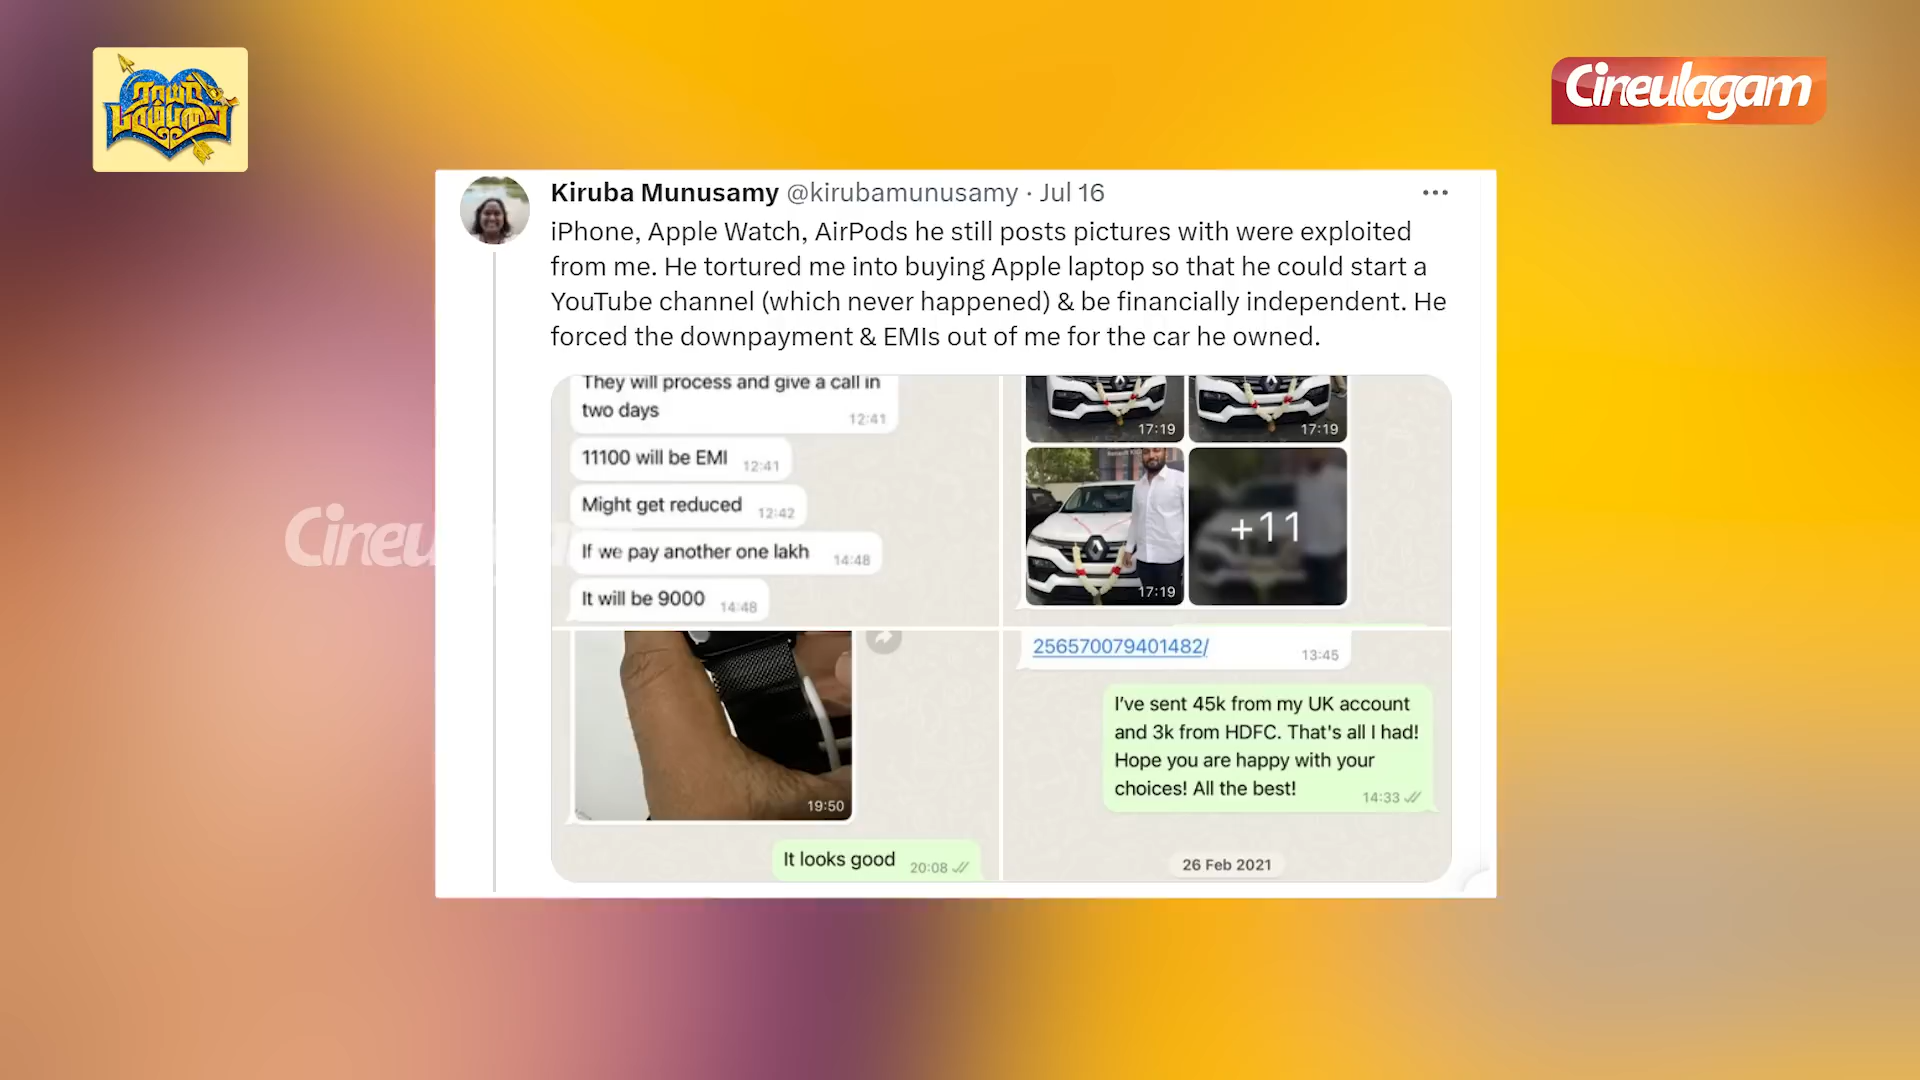 ராயர்
பரம்பரை
Cineulagam
Kiruba Munusamy @kirubamunusamy · Jul 16
iPhone, Apple Watch, AirPods he still posts pictures with were exploited
from me. He tortured me into buying Apple laptop so that he could start a
YouTube channel (which never happened) & be financially independent. He
forced the downpayment & EMIs out of me for the car he owned.
They will process and give a call in
two days 12:41
11100 will be EMI 12:41
Might get reduced 12:42
If we pay another one lakh 14:48
It will be 9000 14:48
17:19
17:19
17:19
+11
19:50
It looks good 20:08
256570079401482/
13:45
I've sent 45k from my UK account
and 3k from HDFC. That's all I had!
Hope you are happy with your
choices! All the best! 14:33
26 Feb 2021
Cineulagam